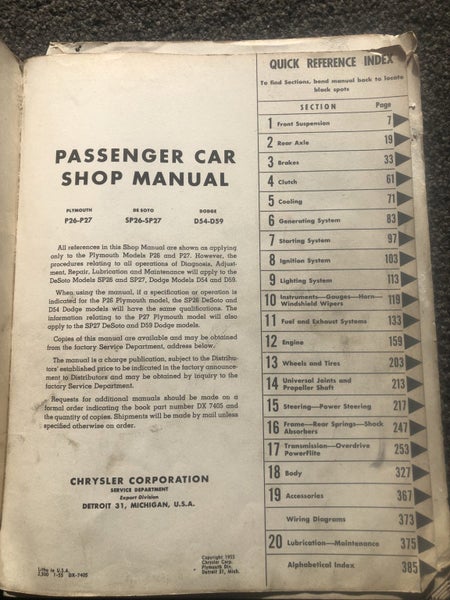 PASSENGER CAR
SHOP MANUAL
PLYMOUTH
P26-P27
DE SOTO
SP26-SP27
DODGE
D54-D59
All references in this Shop Manual are shown as applying
only to the Plymouth Models P26 and P27. However, the
procedures relating to all operations of Diagnosis, Adjust-
ment, Repair, Lubrication and Maintenance will apply to the
DeSoto Models SP26 and SP27, Dodge Models D54 and D59.
When using the manual, if a specification or operation is
indicated for the P26 Plymouth model, the SP26 DeSoto and
D54 Dodge models will have the same qualifications. The
information relating to the P27 Plymouth model will also
apply to the SP27 DeSoto and D59 Dodge models.
Copies of this manual are available and may be obtained
from the factory Service Department, address below.
The manual is a charge publication, subject to the Distribu-
tors' established price to be indicated in the factory announce-
ment to Distributors and may be obtained by inquiry to the
factory Service Department.
Requests for additional manuals should be made on a
formal order indicating the book part number DX 7405 and
the quantity of copies. Shipments will be made by mail unless
specified otherwise on order.
CHRYSLER CORPORATION
SERVICE DEPARTMENT
Export Division
DETROIT 31, MICHIGAN, U.S.A.
Litho in U.S.A.
2,500 1-55 DX-7405
Copyright 1955
Chrysler Corp.
Plymouth Div.
Detroit 31, Mich.
QUICK REFERENCE INDEX
To find Sections, bend manual back to locate
black spots
SECTION Page
1 Front Suspension 7
2 Rear Axle 19
3 Brakes 33
4 Clutch 61
5 Cooling 71
6 Generating System 83
7 Starting System 97
8 Ignition System 103
9 Lighting System 113
10 Instruments—Gauges—Horn—
Windshield Wipers 119
11 Fuel and Exhaust Systems 133
12 Engine 159
13 Wheels and Tires 203
14 Universal Joints and
Propeller Shaft 213
15 Steering—Power Steering 217
16 Frame—Rear Springs—Shock
Absorbers 247
17 Transmission—Overdrive
PowerFlite 253
18 Body 327
19 Accessories 367
Wiring Diagrams 373
20 Lubrication—Maintenance 375
Alphabetical Index 385